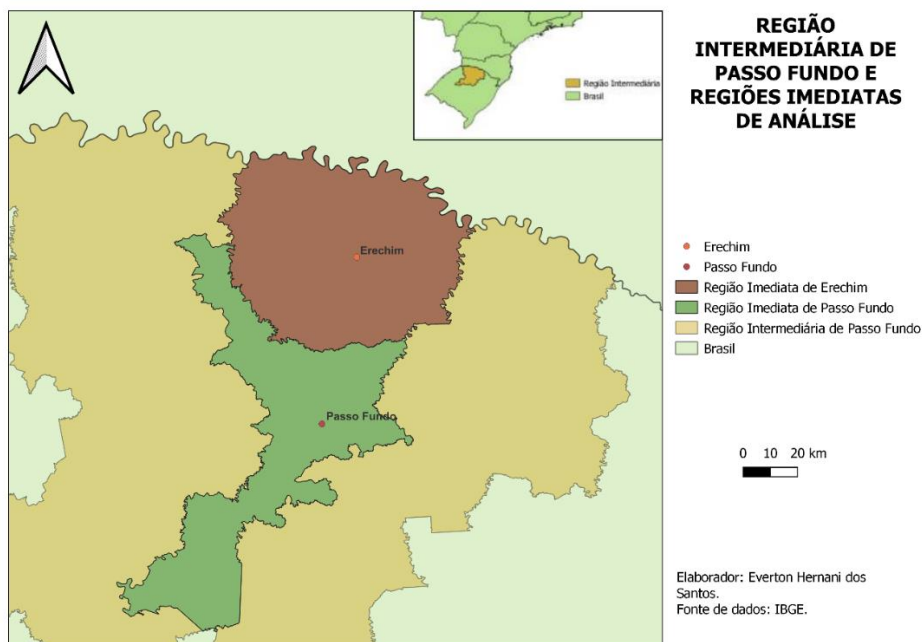 REGIÃO
INTERMEDIÁRIA DE
PASSO FUNDO E
REGIÕES IMEDIATAS
DE ANÁLISE
Região Intermediária
Brasil
Erechim
Passo Fundo
Erechim
Passo Fundo
Região Imediata de Erechim
Região Imediata de Passo Fundo
Região Intermediária de Passo Fundo
Brasil
0 10 20 km
Elaborador: Everton Hernani dos
Santos.
Fonte de dados: IBGE.